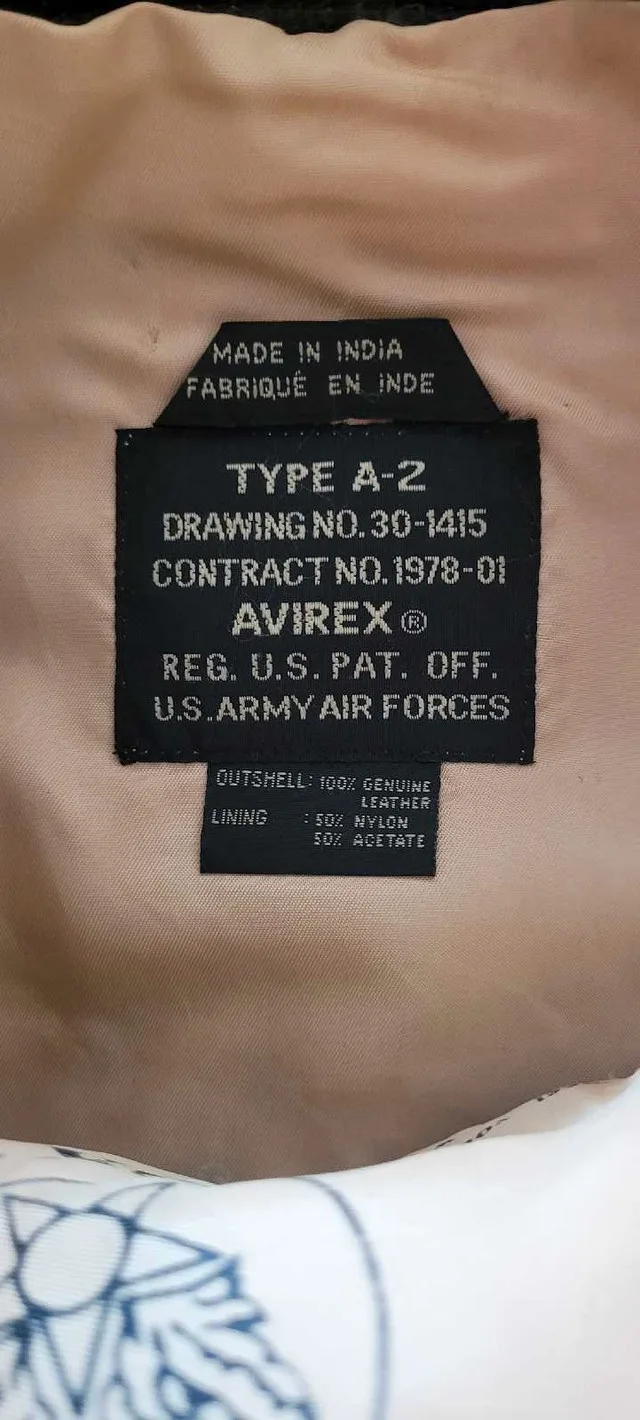 MADE IN INDIA
FABRIQUÉ EN INDE
TYPE A-2
DRAWING NO. 30-1415
CONTRACT NO. 1978-01
AVIREX ®
REG. U.S. PAT. OFF.
U.S. ARMY AIR FORCES
OUTSHELL: 100% GENUINE
LEATHER
LINING : 50% NYLON
50% ACETATE